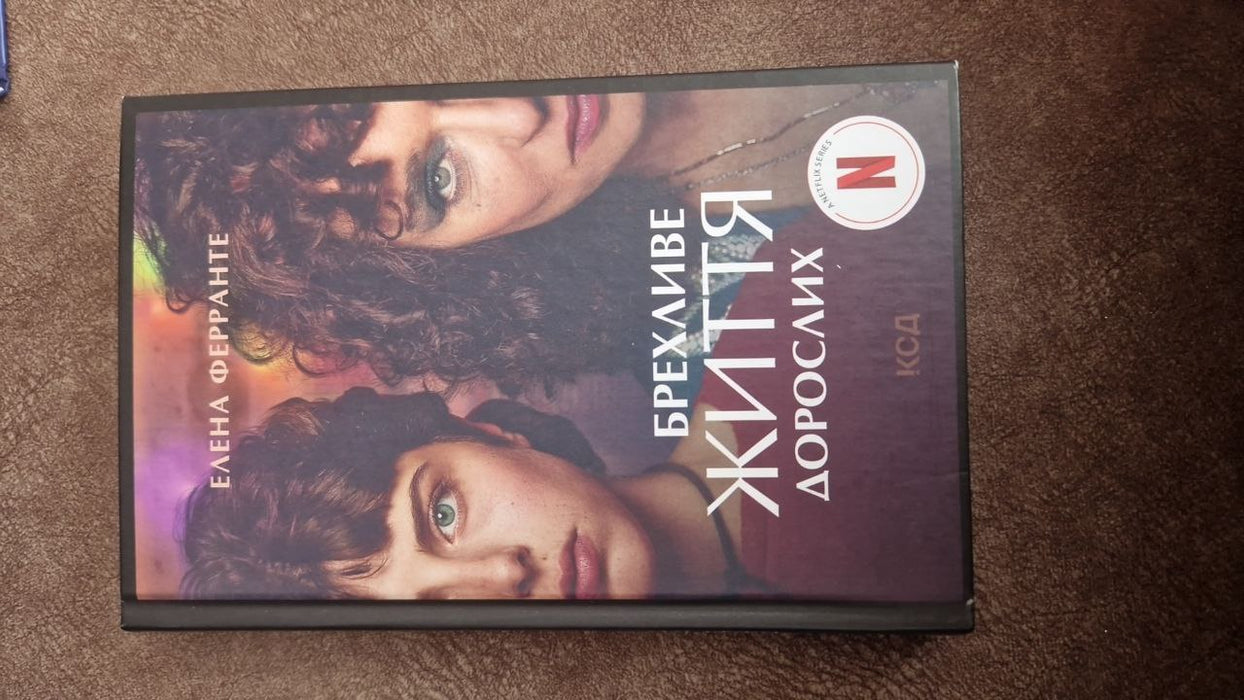 ЕЛЕНА ФЕРРАНТЕ
БРЕХЛИВЕ
ЖИТТЯ
ДОРОСЛИХ
A NETFLIX SERIES
N
КСД